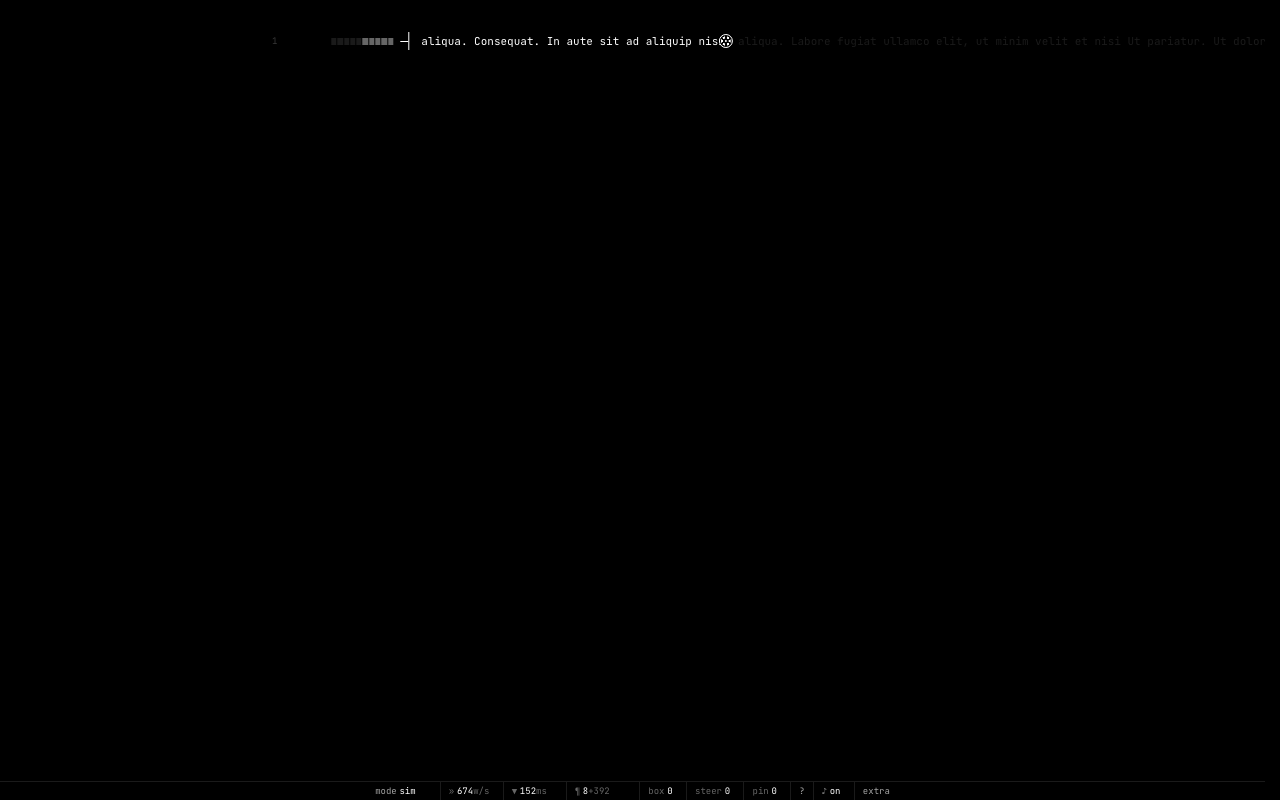 1 aliqua. Consequat. In aute sit ad aliquip nis aliqua. Labore fugiat ullamco elit, ut minim velit et nisi Ut pariatur. Ut dolor
mode sim » 674w/s ▼ 152ms ¶ 8+392 box 0 steer 0 pin 0 ? ♪ on extra